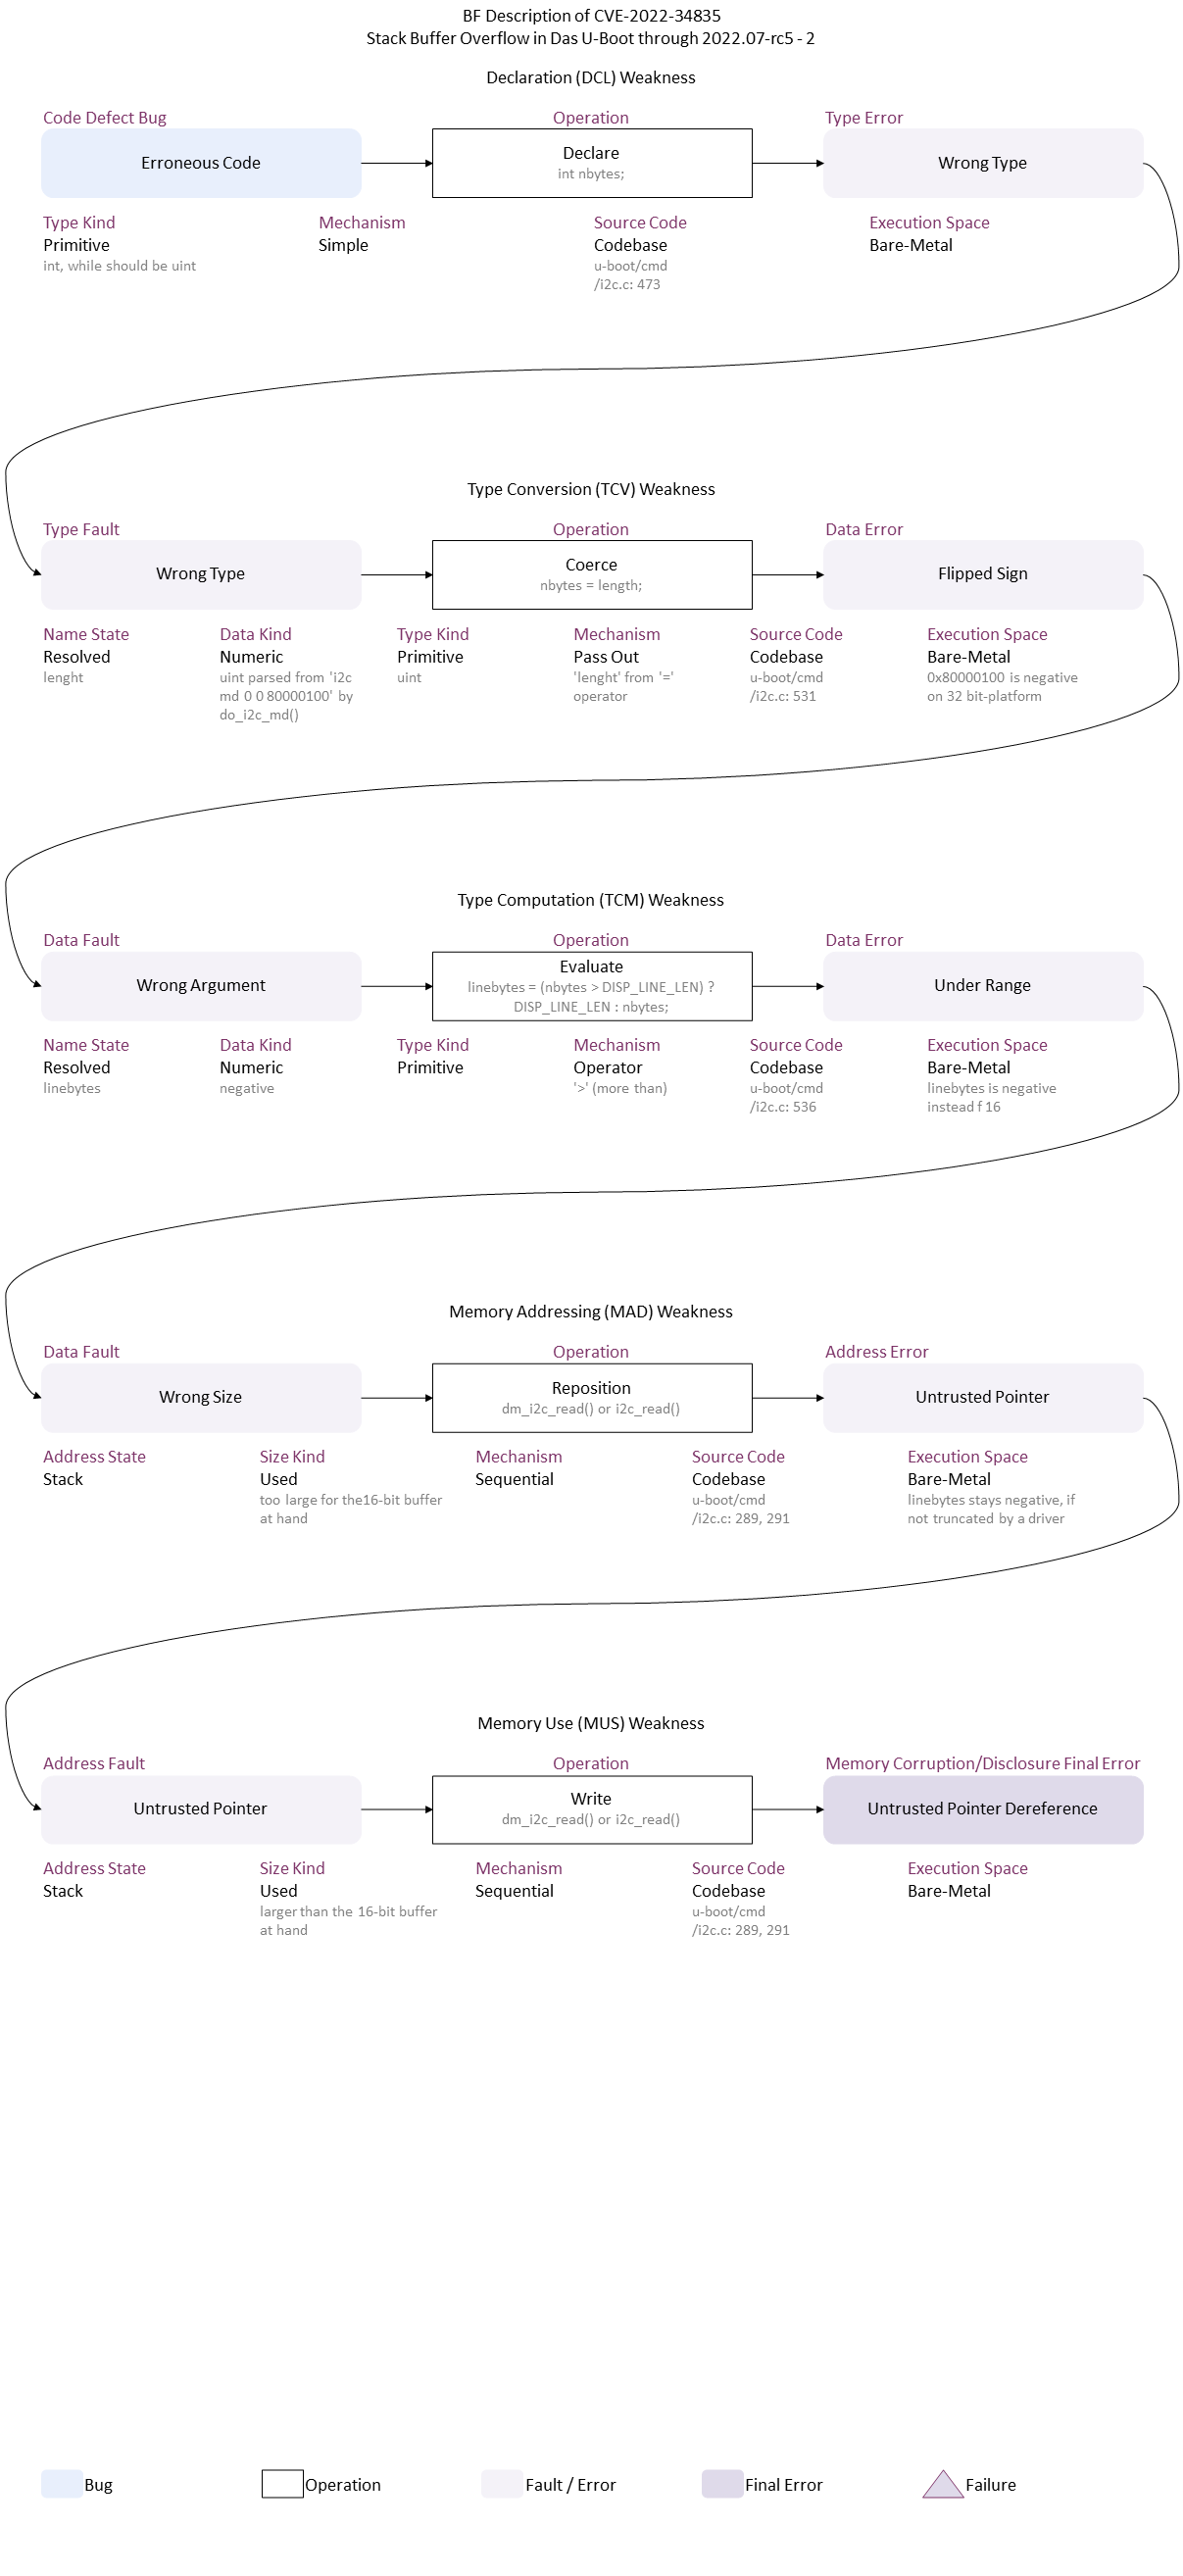 BF Description of CVE-2022-34835
Stack Buffer Overflow in Das U-Boot through 2022.07-rc5 - 2
Declaration (DCL) Weakness
Code Defect Bug
Operation
Type Error
Erroneous Code
Declare
int nbytes;
Wrong Type
Type Kind
Primitive
int, while should be uint
Mechanism
Simple
Source Code
Codebase
u-boot/cmd
/i2c.c: 473
Execution Space
Bare-Metal
Type Conversion (TCV) Weakness
Type Fault
Operation
Data Error
Wrong Type
Coerce
nbytes = length;
Flipped Sign
Name State
Resolved
lenght
Data Kind
Numeric
uint parsed from 'i2c
md 0 0 80000100' by
do_i2c_md()
Type Kind
Primitive
uint
Mechanism
Pass Out
'lenght' from '='
operator
Source Code
Codebase
u-boot/cmd
/i2c.c: 531
Execution Space
Bare-Metal
0x80000100 is negative
on 32 bit-platform
Type Computation (TCM) Weakness
Data Fault
Operation
Data Error
Wrong Argument
Evaluate
linebytes = (nbytes > DISP_LINE_LEN) ?
DISP_LINE_LEN : nbytes;
Under Range
Name State
Resolved
linebytes
Data Kind
Numeric
negative
Type Kind
Primitive
Mechanism
Operator
'>' (more than)
Source Code
Codebase
u-boot/cmd
/i2c.c: 536
Execution Space
Bare-Metal
linebytes is negative
instead f 16
Memory Addressing (MAD) Weakness
Data Fault
Operation
Address Error
Wrong Size
Reposition
dm_i2c_read() or i2c_read()
Untrusted Pointer
Address State
Stack
Size Kind
Used
too large for the16-bit buffer
at hand
Mechanism
Sequential
Source Code
Codebase
u-boot/cmd
/i2c.c: 289, 291
Execution Space
Bare-Metal
linebytes stays negative, if
not truncated by a driver
Memory Use (MUS) Weakness
Address Fault
Operation
Memory Corruption/Disclosure Final Error
Untrusted Pointer
Write
dm_i2c_read() or i2c_read()
Untrusted Pointer Dereference
Address State
Stack
Size Kind
Used
larger than the 16-bit buffer
at hand
Mechanism
Sequential
Source Code
Codebase
u-boot/cmd
/i2c.c: 289, 291
Execution Space
Bare-Metal
Bug
Operation
Fault / Error
Final Error
Failure